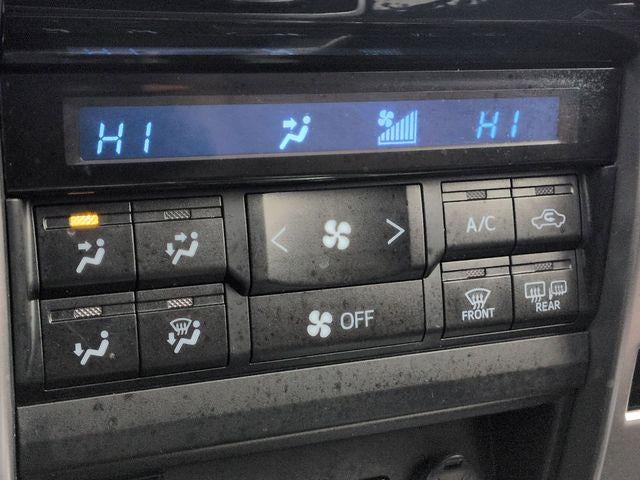 HI HI
< > A/C
OFF FRONT REAR